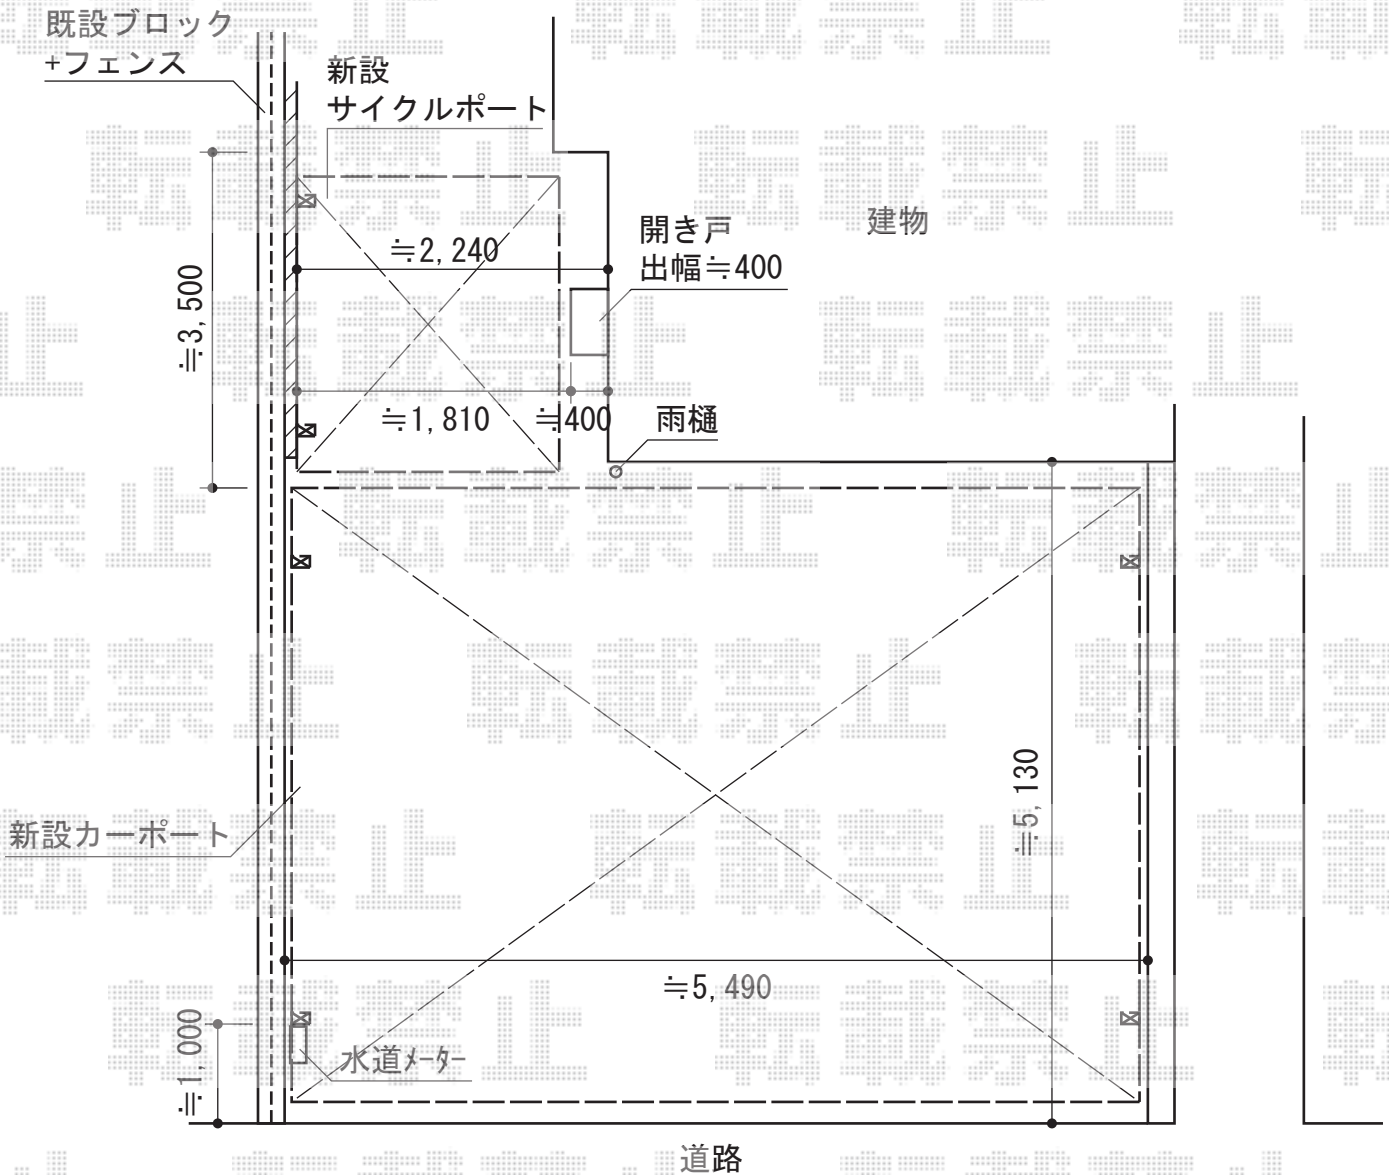 既設ブロック
+フェンス
新設
サイクルポート
建物
開き戸
出幅≒400
≒2,240
≒3,500
≒1,810
≒400
雨樋
≒5,130
新設カーポート
≒5,490
≒1,000
水道ﾒｰﾀｰ
道路
転載禁止